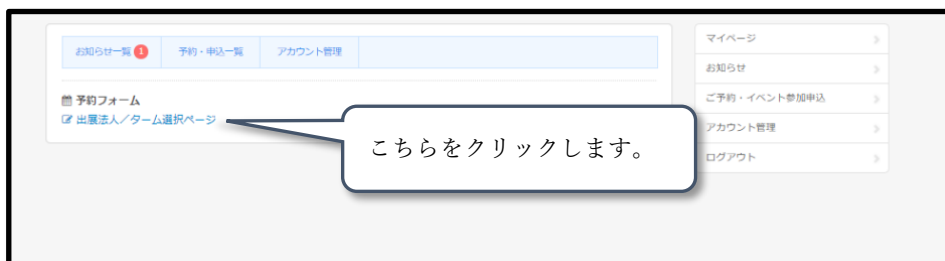 お知らせ一覧 1 予約・申込一覧 アカウント管理
予約フォーム
出展法人／ターム選択ページ
こちらをクリックします。
マイページ
お知らせ
ご予約・イベント参加申込
アカウント管理
ログアウト